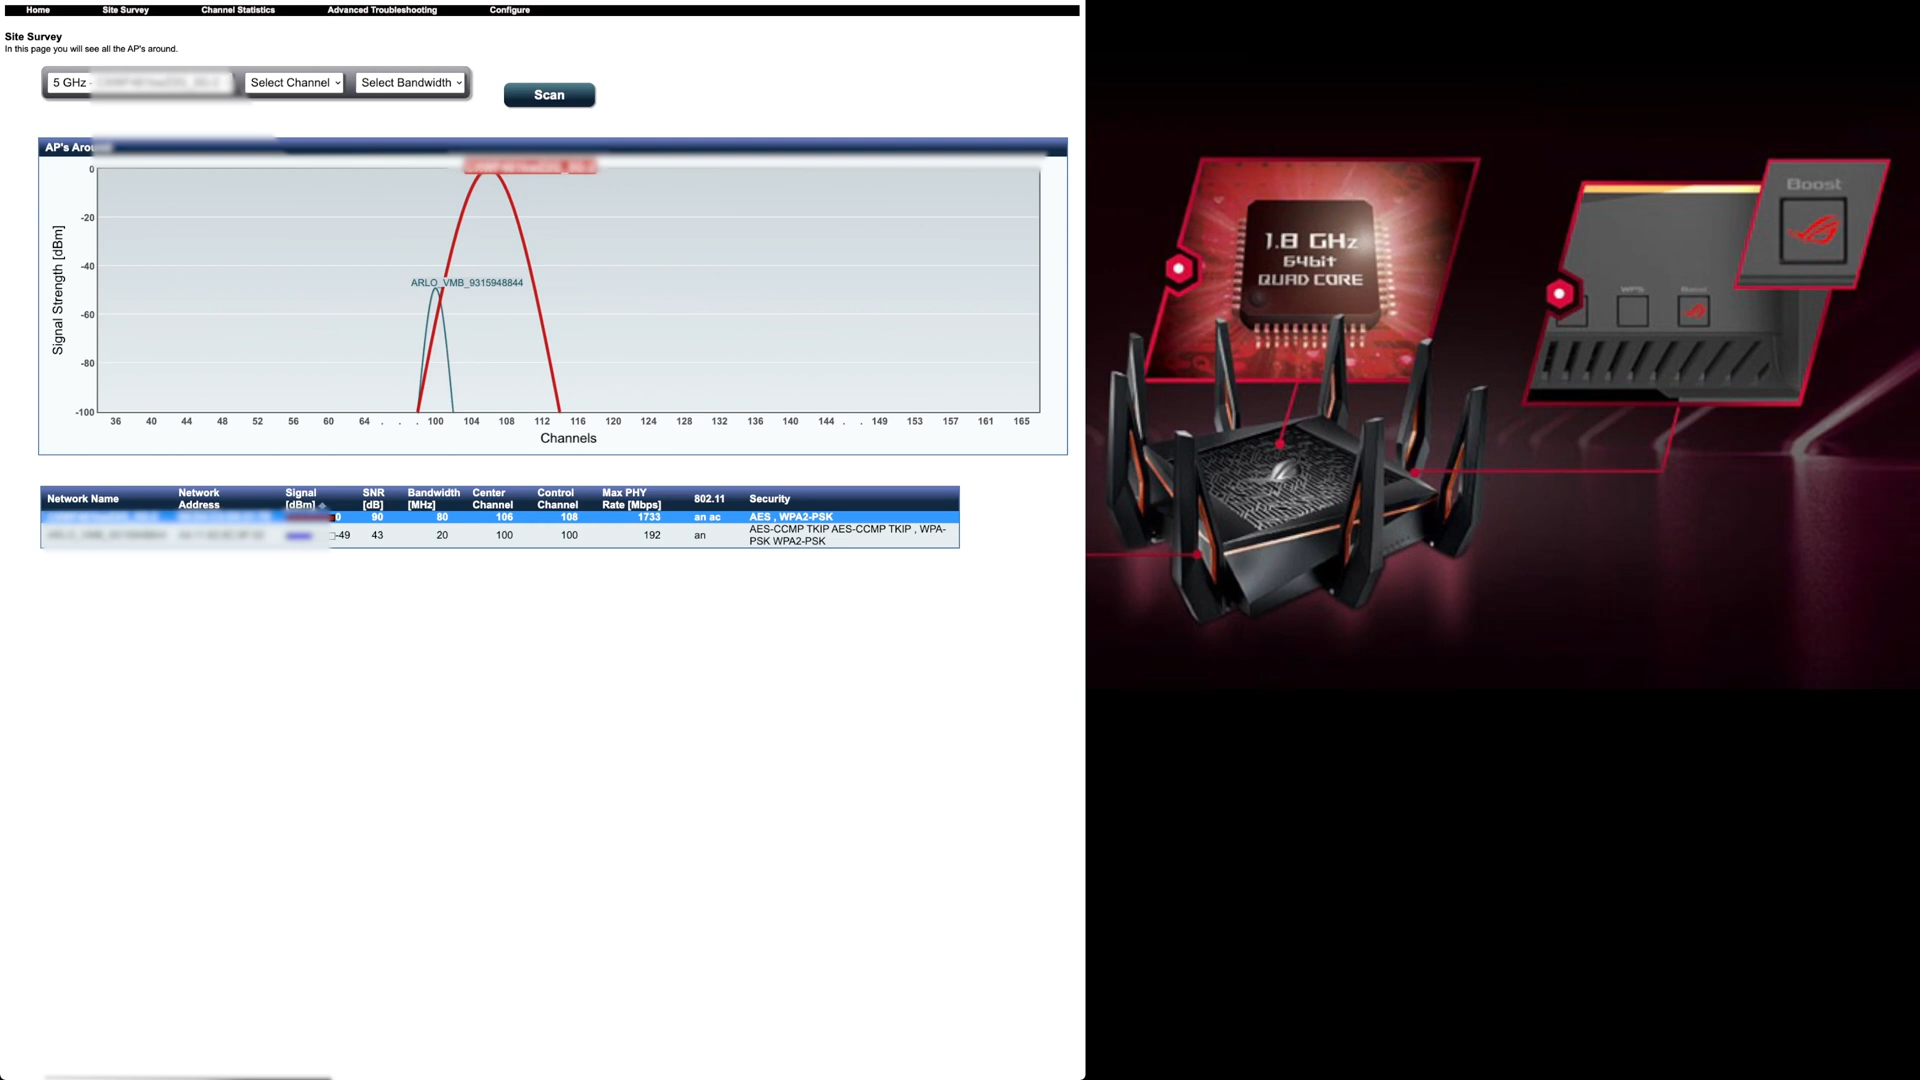 Home Site Survey Channel Statistics Advanced Troubleshooting Configure
Site Survey
In this page you will see all the AP's around.
5 GHz - Select Channel Select Bandwidth
Scan
AP's Arou
0
-20
-40
-60
-80
-100
Signal Strength [dBm]
ARLO_VMB_9315948844
36 40 44 48 52 56 60 64 . . . 100 104 108 112 116 120 124 128 132 136 140 144 . . 149 153 157 161 165
Channels
Network Name Network Address Signal [dBm] SNR [dB] Bandwidth [MHz] Center Channel Control Channel Max PHY Rate [Mbps] 802.11 Security
0 90 80 106 108 1733 an ac AES , WPA2-PSK
-49 43 20 100 100 192 an AES-CCMP TKIP AES-CCMP TKIP , WPA-
PSK WPA2-PSK
1.8 GHz
64bit
QUAD CORE
Boost
WPS Boost